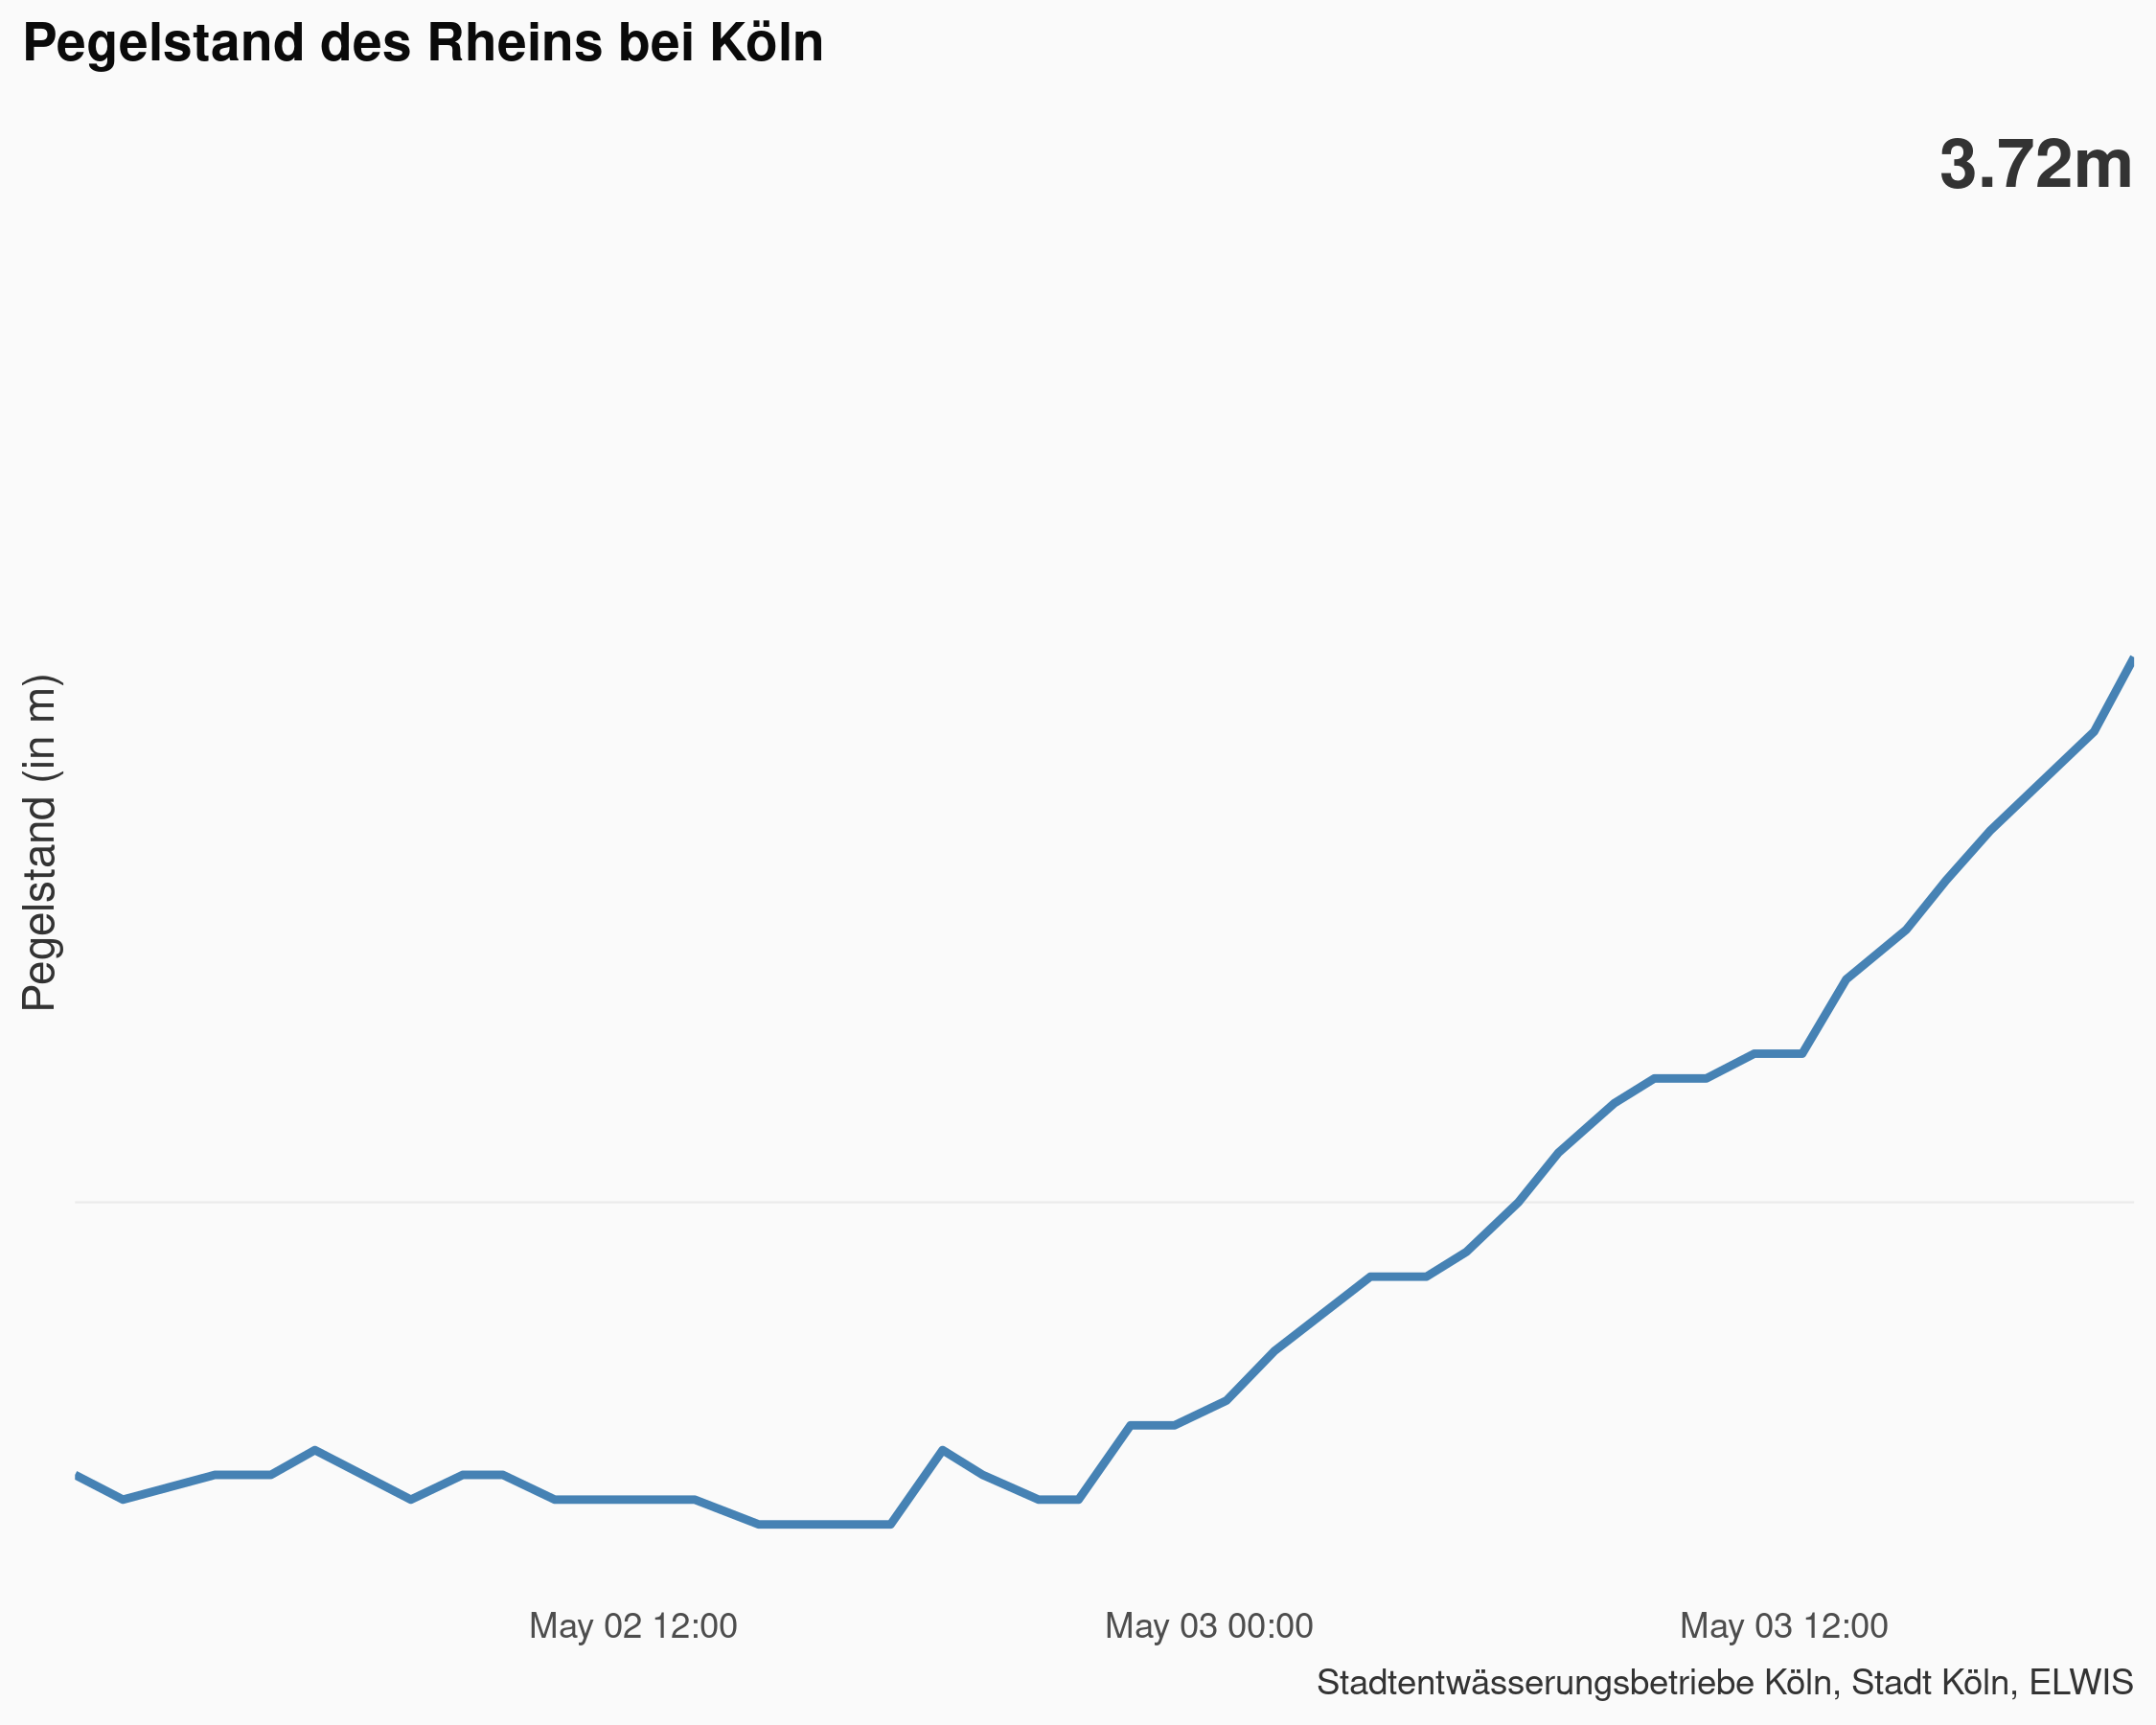 Pegelstand des Rheins bei Köln
3.72m
Pegelstand (in m)
May 02 12:00
May 03 00:00
May 03 12:00
Stadtentwässerungsbetriebe Köln, Stadt Köln, ELWIS